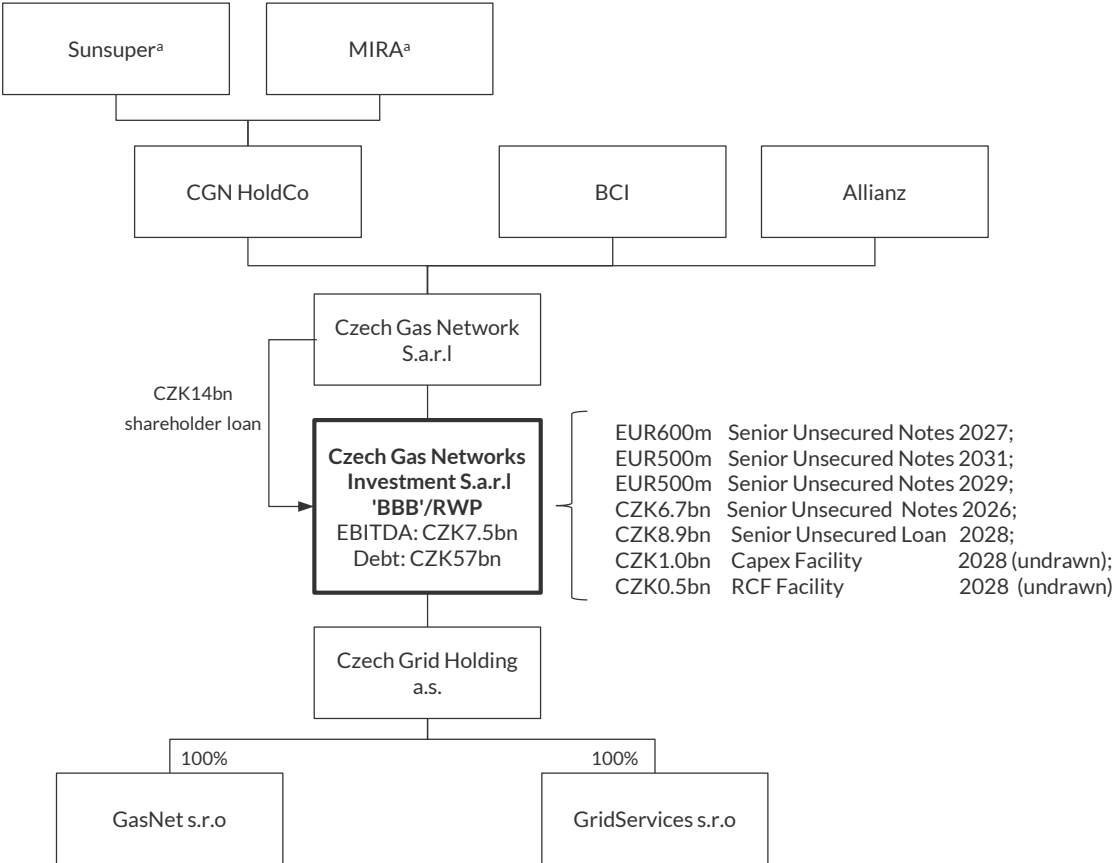 Sunsuperᵃ
MIRAᵃ
CGN HoldCo
BCI
Allianz
Czech Gas Network
S.a.r.l
CZK14bn
shareholder loan
Czech Gas Networks
Investment S.a.r.l
'BBB'/RWP
EBITDA: CZK7.5bn
Debt: CZK57bn
EUR600m Senior Unsecured Notes 2027;
EUR500m Senior Unsecured Notes 2031;
EUR500m Senior Unsecured Notes 2029;
CZK6.7bn Senior Unsecured Notes 2026;
CZK8.9bn Senior Unsecured Loan 2028;
CZK1.0bn Capex Facility 2028 (undrawn);
CZK0.5bn RCF Facility 2028 (undrawn)
Czech Grid Holding
a.s.
100%
100%
GasNet s.r.o
GridServices s.r.o